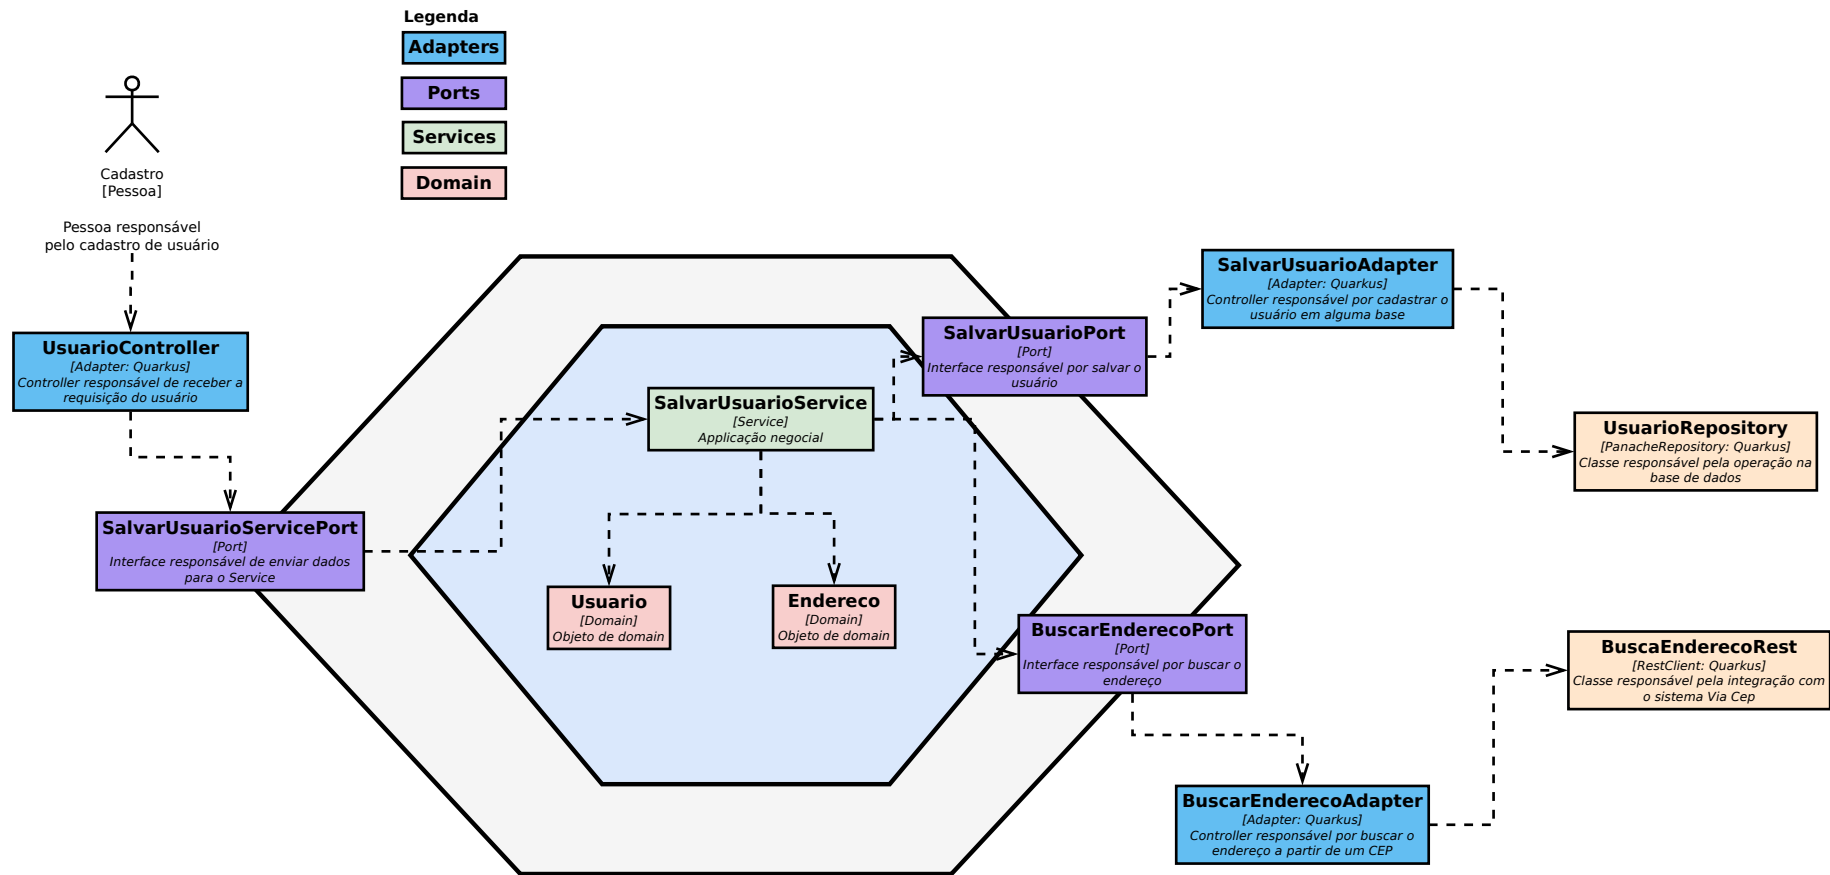 Legenda
Adapters
Ports
Services
Domain
Cadastro
[Pessoa]
Pessoa responsável
pelo cadastro de usuário
UsuarioController
[Adapter: Quarkus]
Controller responsável de receber a
requisição do usuário
SalvarUsuarioServicePort
[Port]
Interface responsável de enviar dados
para o Service
SalvarUsuarioService
[Service]
Applicação negocial
Usuario
[Domain]
Objeto de domain
Endereco
[Domain]
Objeto de domain
SalvarUsuarioPort
[Port]
Interface responsável por salvar o
usuário
BuscarEnderecoPort
[Port]
Interface responsável por buscar o
endereço
SalvarUsuarioAdapter
[Adapter: Quarkus]
Controller responsável por cadastrar o
usuário em alguma base
UsuarioRepository
[PanacheRepository: Quarkus]
Classe responsável pela operação na
base de dados
BuscaEnderecoRest
[RestClient: Quarkus]
Classe responsável pela integração com
o sistema Via Cep
BuscarEnderecoAdapter
[Adapter: Quarkus]
Controller responsável por buscar o
endereço a partir de um CEP